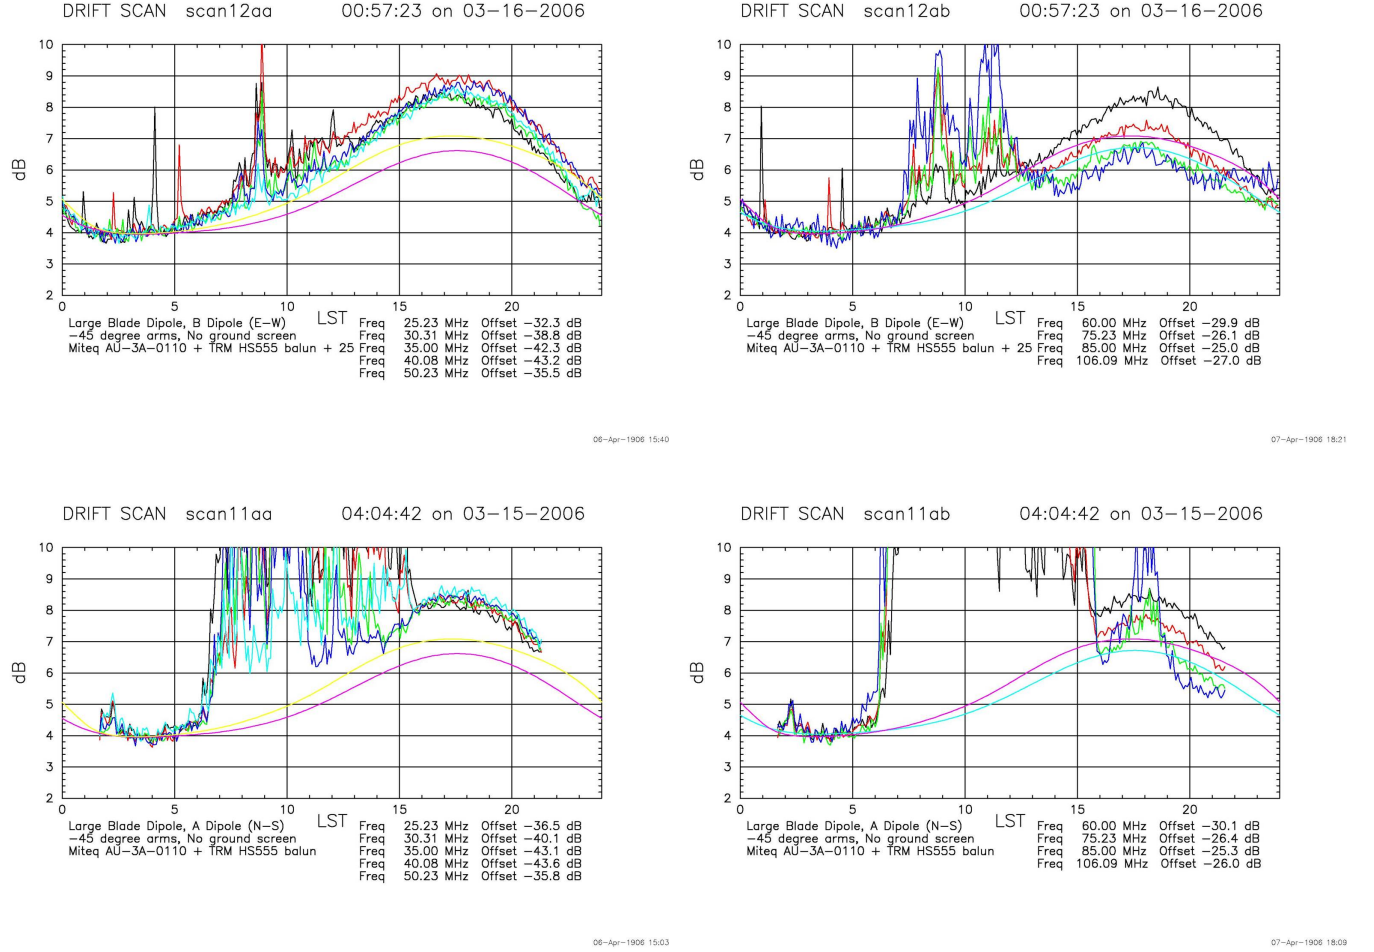 DRIFT SCAN scan12aa 00:57:23 on 03-16-2006
10
9
8
7
6
5
4
3
2
dB
0 5 10 15 20
LST
Large Blade Dipole, B Dipole (E-W)
-45 degree arms, No ground screen
Miteq AU-3A-0110 + TRM HS555 balun + 25
Freq 25.23 MHz Offset -32.3 dB
Freq 30.31 MHz Offset -38.8 dB
Freq 35.00 MHz Offset -42.3 dB
Freq 40.08 MHz Offset -43.2 dB
Freq 50.23 MHz Offset -35.5 dB
06-Apr-1906 15:40
DRIFT SCAN scan12ab 00:57:23 on 03-16-2006
10
9
8
7
6
5
4
3
2
dB
0 5 10 15 20
LST
Large Blade Dipole, B Dipole (E-W)
-45 degree arms, No ground screen
Miteq AU-3A-0110 + TRM HS555 balun + 25
Freq 60.00 MHz Offset -29.9 dB
Freq 75.23 MHz Offset -26.1 dB
Freq 85.00 MHz Offset -25.0 dB
Freq 106.09 MHz Offset -27.0 dB
07-Apr-1906 18:21
DRIFT SCAN scan11aa 04:04:42 on 03-15-2006
10
9
8
7
6
5
4
3
2
dB
0 5 10 15 20
LST
Large Blade Dipole, A Dipole (N-S)
-45 degree arms, No ground screen
Miteq AU-3A-0110 + TRM HS555 balun
Freq 25.23 MHz Offset -36.5 dB
Freq 30.31 MHz Offset -40.1 dB
Freq 35.00 MHz Offset -43.1 dB
Freq 40.08 MHz Offset -43.6 dB
Freq 50.23 MHz Offset -35.8 dB
06-Apr-1906 15:03
DRIFT SCAN scan11ab 04:04:42 on 03-15-2006
10
9
8
7
6
5
4
3
2
dB
0 5 10 15 20
LST
Large Blade Dipole, A Dipole (N-S)
-45 degree arms, No ground screen
Miteq AU-3A-0110 + TRM HS555 balun
Freq 60.00 MHz Offset -30.1 dB
Freq 75.23 MHz Offset -26.4 dB
Freq 85.00 MHz Offset -25.3 dB
Freq 106.09 MHz Offset -26.0 dB
07-Apr-1906 18:09